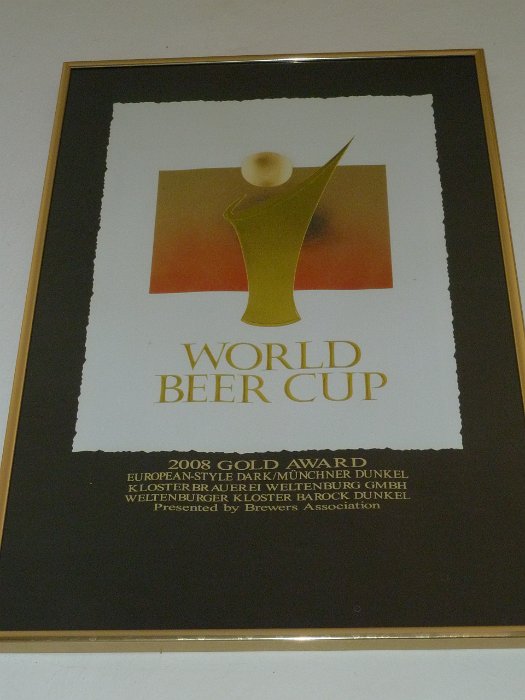 WORLD
BEER CUP
2008 GOLD AWARD
EUROPEAN-STYLE DARK/MÜNCHNER DUNKEL
KLOSTERBRAUEREI WELTENBURG GMBH
WELTENBURGER KLOSTER BAROCK DUNKEL
Presented by Brewers Association